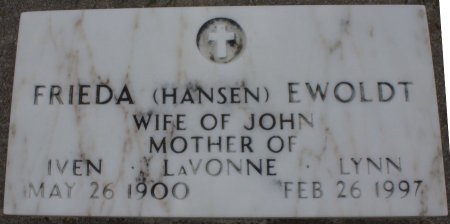 FRIEDA (HANSEN) EWOLDT
WIFE OF JOHN
MOTHER OF
IVEN · LAVONNE · LYNN
MAY 26 1900 FEB 26 1997